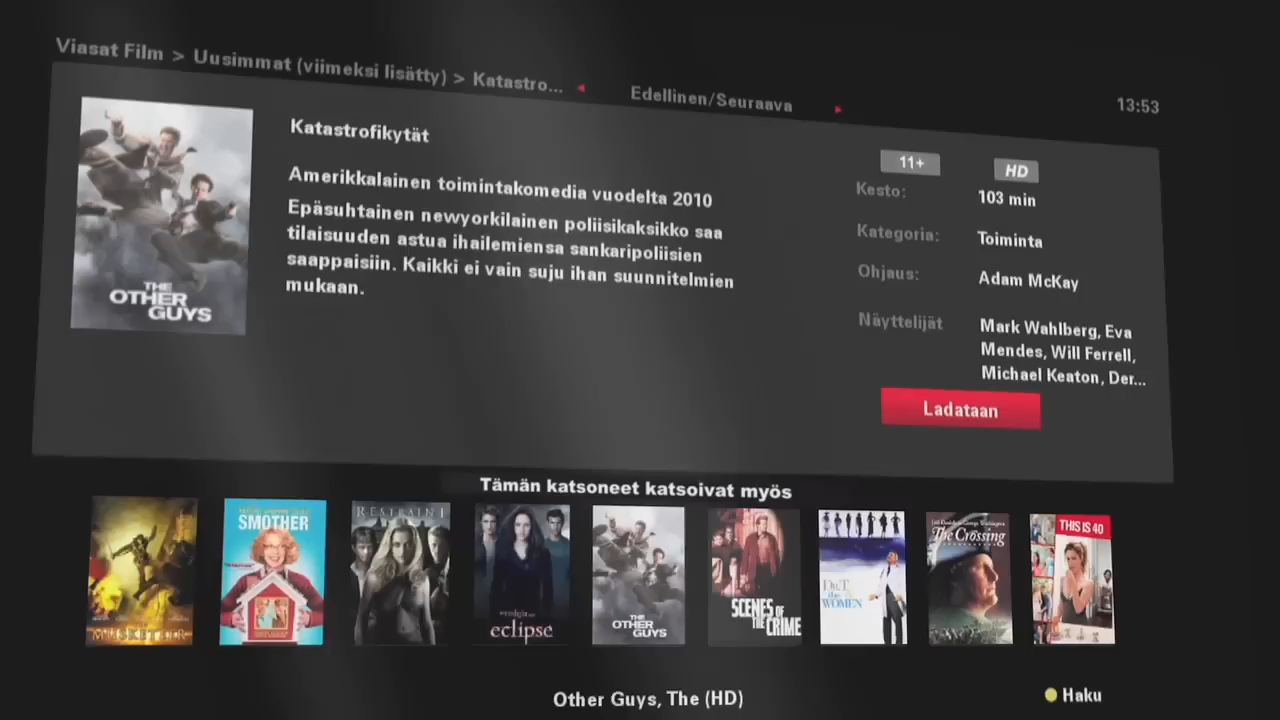 Viasat Film > Uusimmat (viimeksi lisätty) > Katastro...
Edellinen/Seuraava
13:53
THE
OTHER
GUYS
Katastrofikytät
Amerikkalainen toimintakomedia vuodelta 2010
Epäsuhtainen newyorkilainen poliisikaksikko saa
tilaisuuden astua ihailemiensa sankaripoliisien
saappaisiin. Kaikki ei vain suju ihan suunnitelmien
mukaan.
11+
HD
Kesto:
103 min
Kategoria:
Toiminta
Ohjaus:
Adam McKay
Näyttelijät
Mark Wahlberg, Eva
Mendes, Will Ferrell,
Michael Keaton, Der...
Ladataan
Tämän katsoneet katsoivat myös
MUSKETEER
SMOTHER
RESTRAINT
eclipse
THE
OTHER
GUYS
SCENES OF
THE CRIME
DR.T
the
WOMEN
The Crossing
THIS IS 40
Other Guys, The (HD)
Haku